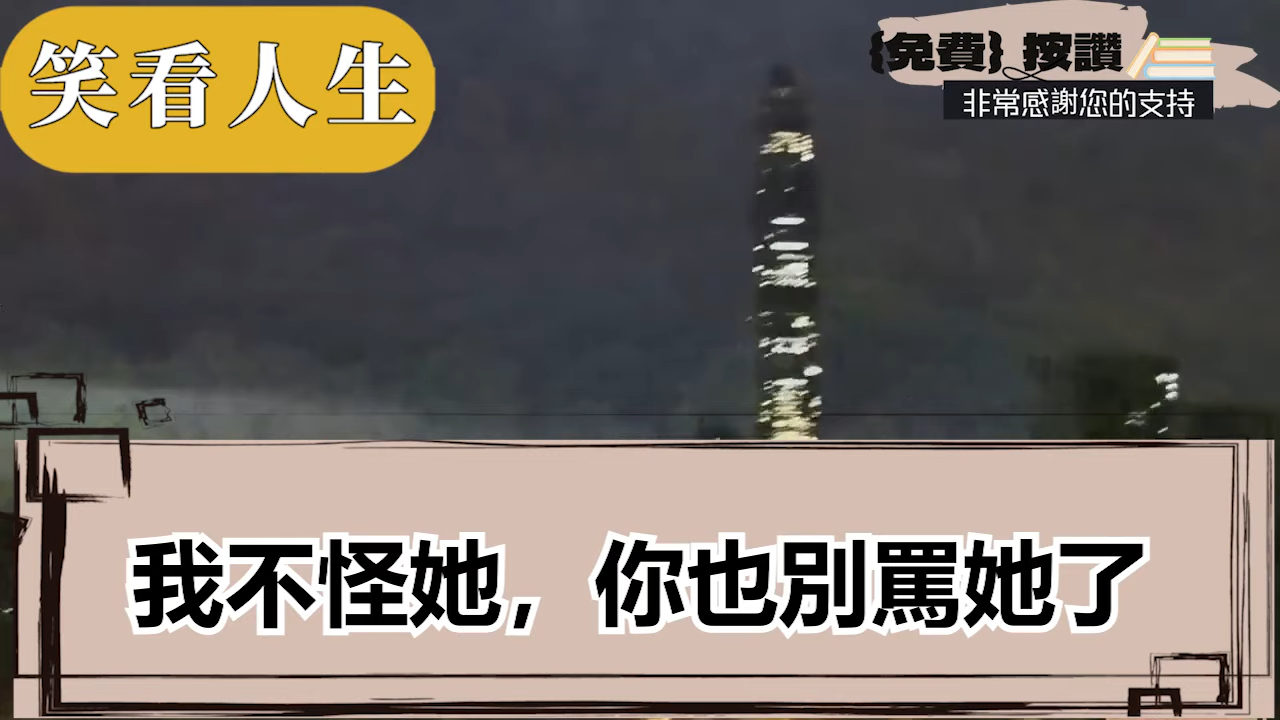 笑看人生
{免費} 按讚
非常感謝您的支持
我不怪她，你也別罵她了